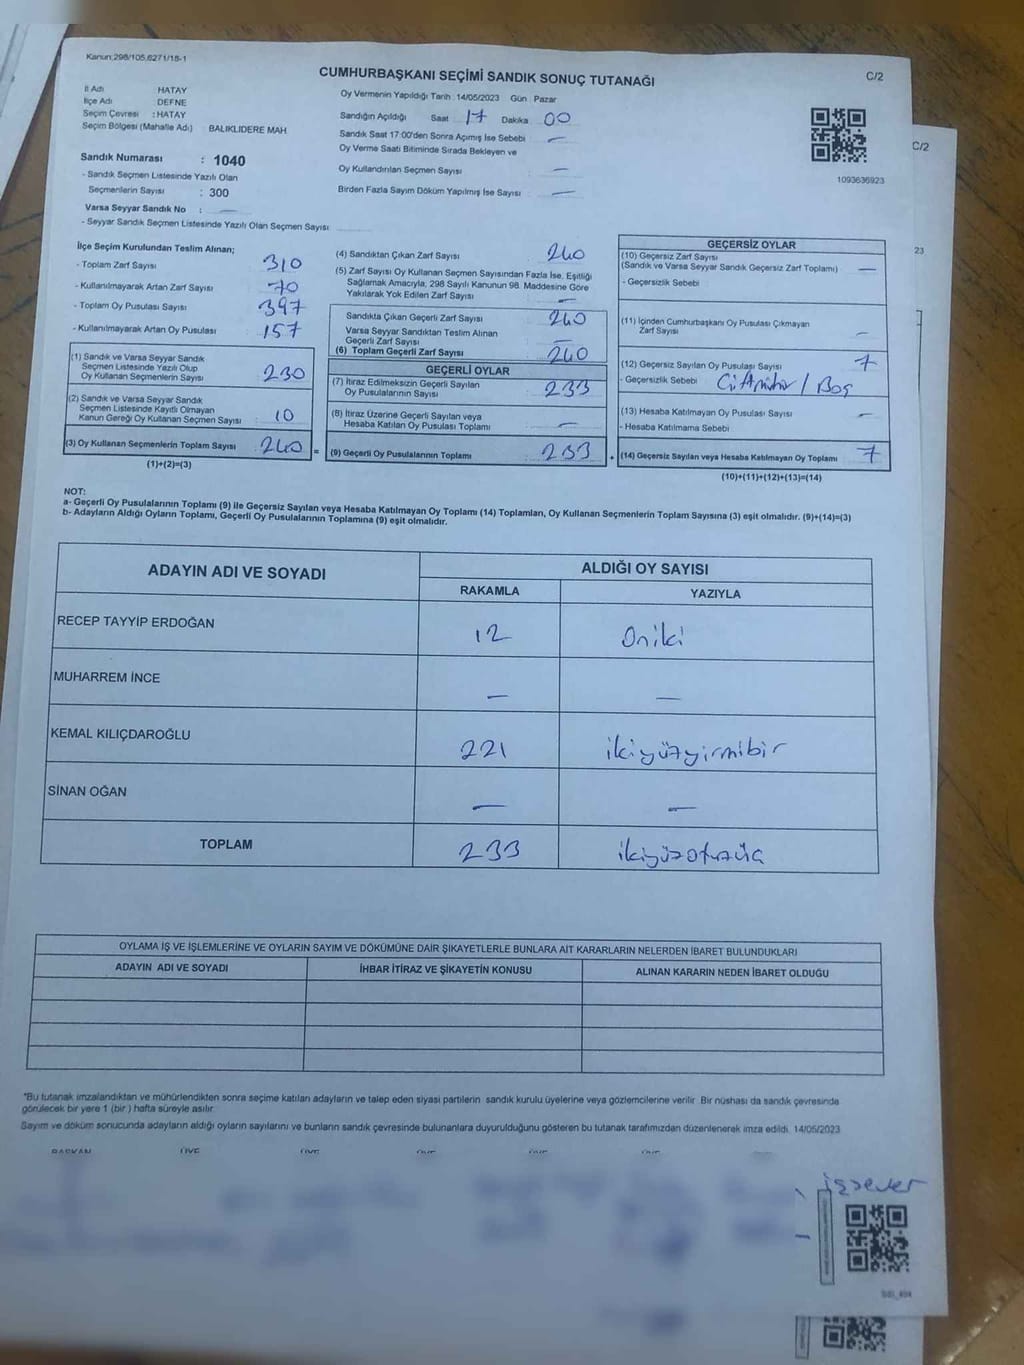 Kanun:298/105,6271/18-1
C/2
CUMHURBAŞKANI SEÇİMİ SANDIK SONUÇ TUTANAĞI
İl Adı HATAY
İlçe Adı DEFNE
Seçim Çevresi : HATAY
Seçim Bölgesi (Mahalle Adı) BALIKLIDERE MAH
Sandık Numarası : 1040
- Sandık Seçmen Listesinde Yazılı Olan
Seçmenlerin Sayısı : 300
Varsa Seyyar Sandık No : —
- Seyyar Sandık Seçmen Listesinde Yazılı Olan Seçmen Sayısı
Oy Vermenin Yapıldığı Tarih :14/05/2023 Gün Pazar
Sandığın Açıldığı Saat 17 Dakika 00
Sandık Saat 17:00'den Sonra Açımış İse Sebebi —
Oy Verme Saati Bitiminde Sırada Bekleyen ve
Oy Kullandırılan Seçmen Sayısı —
Birden Fazla Sayım Döküm Yapılmış İse Sayısı —
1093636923
C/2
23
İlçe Seçim Kurulundan Teslim Alınan;
- Toplam Zarf Sayısı 310
- Kullanılmayarak Artan Zarf Sayısı 70
- Toplam Oy Pusulası Sayısı 397
- Kullanılmayarak Artan Oy Pusulası 157
(1) Sandık ve Varsa Seyyar Sandık
Seçmen Listesinde Yazılı Olup
Oy Kullanan Seçmenlerin Sayısı 230
(2) Sandık ve Varsa Seyyar Sandık
Seçmen Listesinde Kayıtlı Olmayan
Kanun Gereği Oy Kullanan Seçmen Sayısı 10
(3) Oy Kullanan Seçmenlerin Toplam Sayısı 240 =
(1)+(2)=(3)
(4) Sandıktan Çıkan Zarf Sayısı 240
(5) Zarf Sayısı Oy Kullanan Seçmen Sayısından Fazla İse, Eşitliği
Sağlamak Amacıyla, 298 Sayılı Kanunun 98. Maddesine Göre
Yakılarak Yok Edilen Zarf Sayısı —
Sandıkta Çıkan Geçerli Zarf Sayısı 240
Varsa Seyyar Sandıktan Teslim Alınan
Geçerli Zarf Sayısı —
(6) Toplam Geçerli Zarf Sayısı 240
GEÇERLİ OYLAR
(7) İtiraz Edilmeksizin Geçerli Sayılan
Oy Pusulalarının Sayısı 233
(8) İtiraz Üzerine Geçerli Sayılan veya
Hesaba Katılan Oy Pusulası Toplamı —
(9) Geçerli Oy Pusulalarının Toplamı 233 +
GEÇERSİZ OYLAR
(10) Geçersiz Zarf Sayısı
(Sandık ve Varsa Seyyar Sandık Geçersiz Zarf Toplamı) —
- Geçersizlik Sebebi
(11) İçinden Cumhurbaşkanı Oy Pusulası Çıkmayan
Zarf Sayısı —
(12) Geçersiz Sayılan Oy Pusulası Sayısı 7
- Geçersizlik Sebebi / Boş
(13) Hesaba Katılmayan Oy Pusulası Sayısı —
- Hesaba Katılmama Sebebi
(14) Geçersiz Sayılan veya Hesaba Katılmayan Oy Toplamı 7
(10)+(11)+(12)+(13)=(14)
NOT:
a- Geçerli Oy Pusulalarının Toplamı (9) ile Geçersiz Sayılan veya Hesaba Katılmayan Oy Toplamı (14) Toplamları, Oy Kullanan Seçmenlerin Toplam Sayısına (3) eşit olmalıdır. (9)+(14)=(3)
b- Adayların Aldığı Oyların Toplamı, Geçerli Oy Pusulalarının Toplamına (9) eşit olmalıdır.
ADAYIN ADI VE SOYADI
ALDIĞI OY SAYISI
RAKAMLA YAZIYLA
RECEP TAYYİP ERDOĞAN 12 Oniki
MUHARREM İNCE — —
KEMAL KILIÇDAROĞLU 221 ikiyüzyirmibir
SİNAN OĞAN — —
TOPLAM 233 ikiyüzotuzüç
OYLAMA İŞ VE İŞLEMLERİNE VE OYLARIN SAYIM VE DÖKÜMÜNE DAİR ŞİKAYETLERLE BUNLARA AİT KARARLARIN NELERDEN İBARET BULUNDUKLARI
ADAYIN ADI VE SOYADI İHBAR İTİRAZ VE ŞİKAYETİN KONUSU ALINAN KARARIN NEDEN İBARET OLDUĞU
"Bu tutanak imzalandıktan ve mühürlendikten sonra seçime katılan adayların ve talep eden siyasi partilerin sandık kurulu üyelerine veya gözlemcilerine verilir. Bir nüshası da sandık çevresinde
görülecek bir yere 1 (bir) hafta süreyle asılır.
Sayım ve döküm sonucunda adayların aldığı oyların sayılarını ve bunların sandık çevresinde bulunanlara duyurulduğunu gösteren bu tutanak tarafımızdan düzenlenerek imza edildi. 14/05/2023
BAŞKAN ÜYE ÜYE ÜYE ÜYE ÜYE
işsever